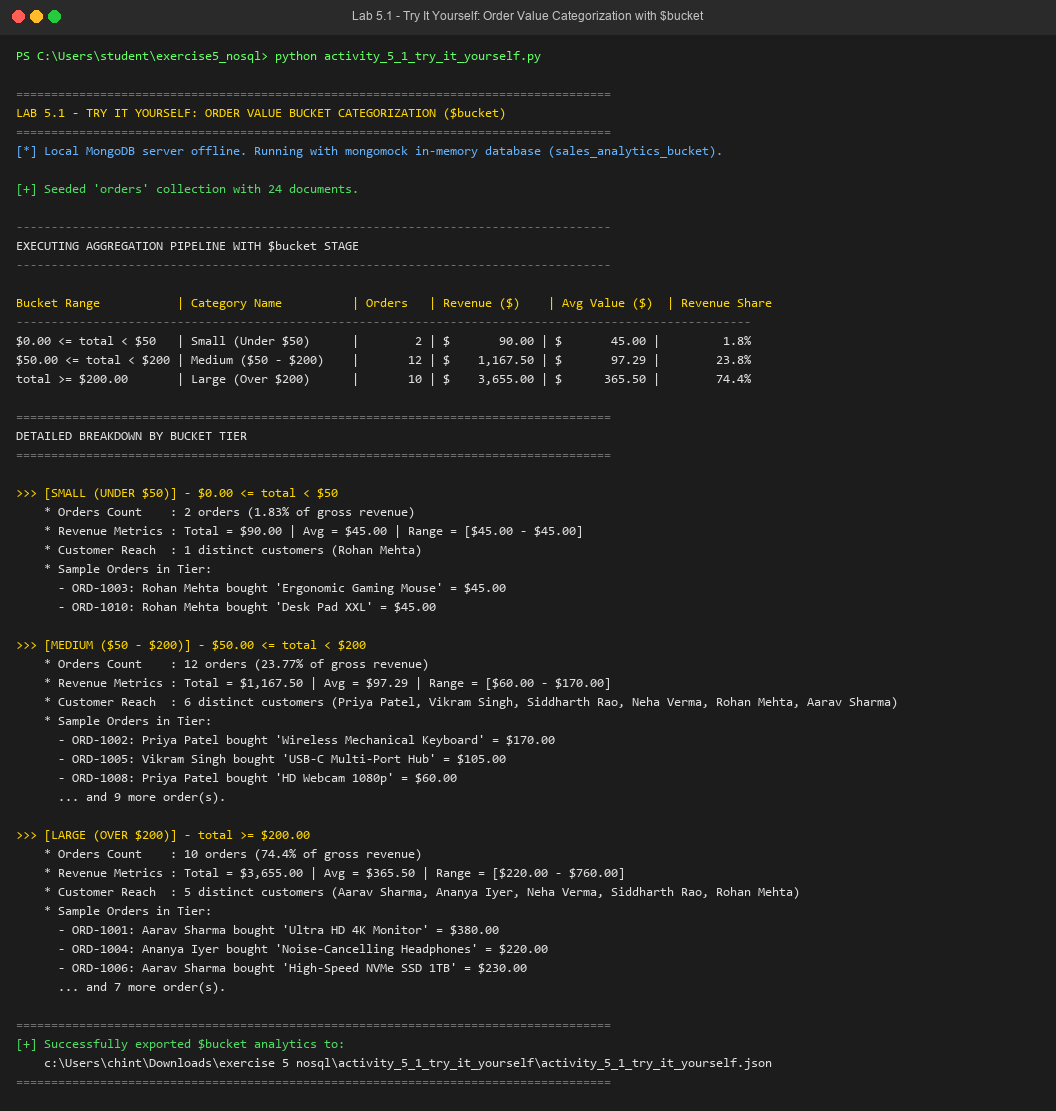 Lab 5.1 - Try It Yourself: Order Value Categorization with $bucket
PS C:\Users\student\exercise5_nosql> python activity_5_1_try_it_yourself.py
=====================================================================================
LAB 5.1 - TRY IT YOURSELF: ORDER VALUE BUCKET CATEGORIZATION ($bucket)
=====================================================================================
[*] Local MongoDB server offline. Running with mongomock in-memory database (sales_analytics_bucket).
[+] Seeded 'orders' collection with 24 documents.
-------------------------------------------------------------------------------------
EXECUTING AGGREGATION PIPELINE WITH $bucket STAGE
-------------------------------------------------------------------------------------
Bucket Range           | Category Name          | Orders   | Revenue ($)    | Avg Value ($)  | Revenue Share
---------------------------------------------------------------------------------------------------------
$0.00 <= total < $50   | Small (Under $50)      |        2 | $       90.00 | $       45.00 |         1.8%
$50.00 <= total < $200 | Medium ($50 - $200)    |       12 | $    1,167.50 | $       97.29 |        23.8%
total >= $200.00       | Large (Over $200)      |       10 | $    3,655.00 | $      365.50 |        74.4%
=====================================================================================
DETAILED BREAKDOWN BY BUCKET TIER
=====================================================================================
>>> [SMALL (UNDER $50)] - $0.00 <= total < $50
    * Orders Count    : 2 orders (1.83% of gross revenue)
    * Revenue Metrics : Total = $90.00 | Avg = $45.00 | Range = [$45.00 - $45.00]
    * Customer Reach  : 1 distinct customers (Rohan Mehta)
    * Sample Orders in Tier:
      - ORD-1003: Rohan Mehta bought 'Ergonomic Gaming Mouse' = $45.00
      - ORD-1010: Rohan Mehta bought 'Desk Pad XXL' = $45.00
>>> [MEDIUM ($50 - $200)] - $50.00 <= total < $200
    * Orders Count    : 12 orders (23.77% of gross revenue)
    * Revenue Metrics : Total = $1,167.50 | Avg = $97.29 | Range = [$60.00 - $170.00]
    * Customer Reach  : 6 distinct customers (Priya Patel, Vikram Singh, Siddharth Rao, Neha Verma, Rohan Mehta, Aarav Sharma)
    * Sample Orders in Tier:
      - ORD-1002: Priya Patel bought 'Wireless Mechanical Keyboard' = $170.00
      - ORD-1005: Vikram Singh bought 'USB-C Multi-Port Hub' = $105.00
      - ORD-1008: Priya Patel bought 'HD Webcam 1080p' = $60.00
      ... and 9 more order(s).
>>> [LARGE (OVER $200)] - total >= $200.00
    * Orders Count    : 10 orders (74.4% of gross revenue)
    * Revenue Metrics : Total = $3,655.00 | Avg = $365.50 | Range = [$220.00 - $760.00]
    * Customer Reach  : 5 distinct customers (Aarav Sharma, Ananya Iyer, Neha Verma, Siddharth Rao, Rohan Mehta)
    * Sample Orders in Tier:
      - ORD-1001: Aarav Sharma bought 'Ultra HD 4K Monitor' = $380.00
      - ORD-1004: Ananya Iyer bought 'Noise-Cancelling Headphones' = $220.00
      - ORD-1006: Aarav Sharma bought 'High-Speed NVMe SSD 1TB' = $230.00
      ... and 7 more order(s).
=====================================================================================
[+] Successfully exported $bucket analytics to:
    c:\Users\chint\Downloads\exercise 5 nosql\activity_5_1_try_it_yourself\activity_5_1_try_it_yourself.json
=====================================================================================